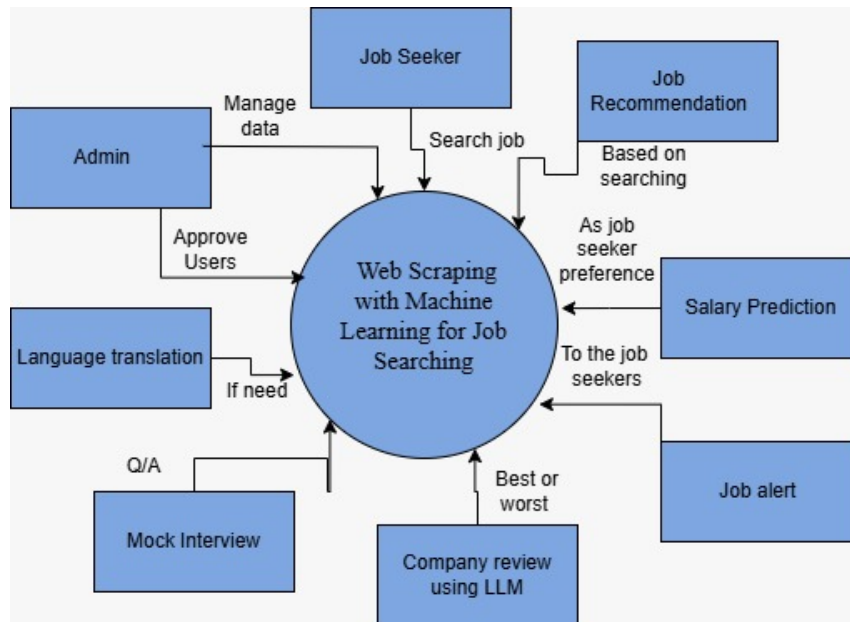 Job Seeker
Job
Recommendation
Manage
data
Admin
Search job
Based on
searching
Approve
Users
As job
seeker
preference
Web Scraping
with Machine
Learning for Job
Searching
Salary Prediction
Language translation
If need
To the job
seekers
Q/A
Mock Interview
Best or
worst
Job alert
Company review
using LLM